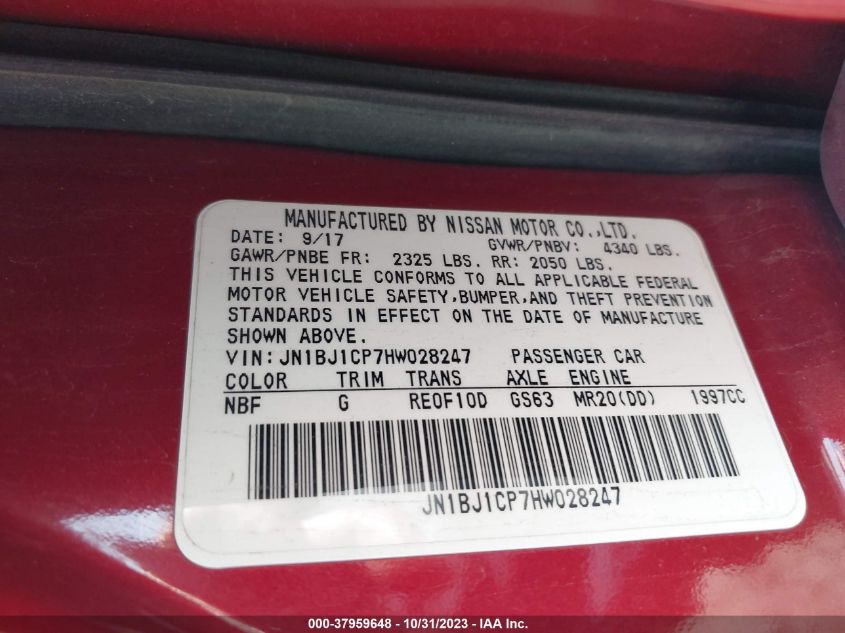 MANUFACTURED BY NISSAN MOTOR CO.,LTD.
DATE: 9/17 GVWR/PNBV: 4340 LBS.
GAWR/PNBE FR: 2325 LBS. RR: 2050 LBS.
THIS VEHICLE CONFORMS TO ALL APPLICABLE FEDERAL
MOTOR VEHICLE SAFETY,BUMPER,AND THEFT PREVENTION
STANDARDS IN EFFECT ON THE DATE OF MANUFACTURE
SHOWN ABOVE.
VIN:JN1BJ1CP7HW028247 PASSENGER CAR
COLOR TRIM TRANS AXLE ENGINE
NBF G RE0F10D GS63 MR20(DD) 1997CC
JN1BJ1CP7HW028247
000-37959648 - 10/31/2023 - IAA Inc.